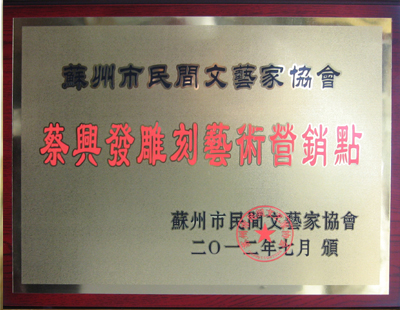 蘇州市民間文藝家協會
蔡興發雕刻藝術營銷點
蘇州市民間文藝家協會
二〇一二年七月 頒